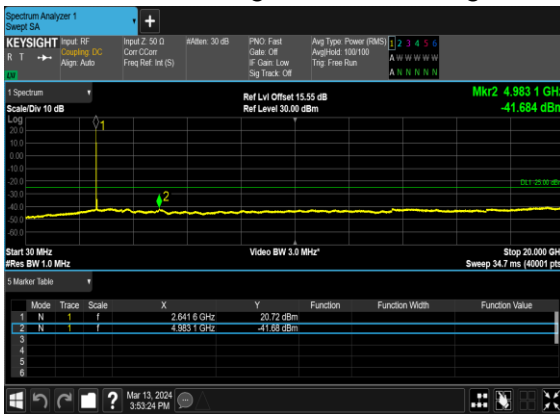 Spectrum Analyzer 1
Swept SA
+
KEYSIGHT Input: RF Input Z: 50 Ω #Atten: 30 dB PNO: Fast Avg Type: Power (RMS) 1 2 3 4 5 6
R T Coupling: DC Corr CCorr Gate: Off Avg|Hold: 100/100 A W W W W W
Align: Auto Freq Ref: Int (S) IF Gain: Low Trig: Free Run
LV Sig Track: Off A N N N N N
1 Spectrum Ref Lvl Offset 15.55 dB Mkr2 4.983 1 GHz
Scale/Div 10 dB Ref Level 30.00 dBm -41.684 dBm
Log
20.0
10.0
0.00
-10.0
-20.0
-30.0
-40.0
-50.0
-60.0
1
2
DL1 -25.00 dBm
Start 30 MHz Video BW 3.0 MHz* Stop 20.000 GHz
#Res BW 1.0 MHz Sweep 34.7 ms (40001 pts)
5 Marker Table
Mode Trace Scale X Y Function Function Width Function Value
1 N 1 f 2.641 6 GHz 20.72 dBm
2 N 1 f 4.983 1 GHz -41.68 dBm
3
4
5
6
? Mar 13, 2024
3:53:24 PM